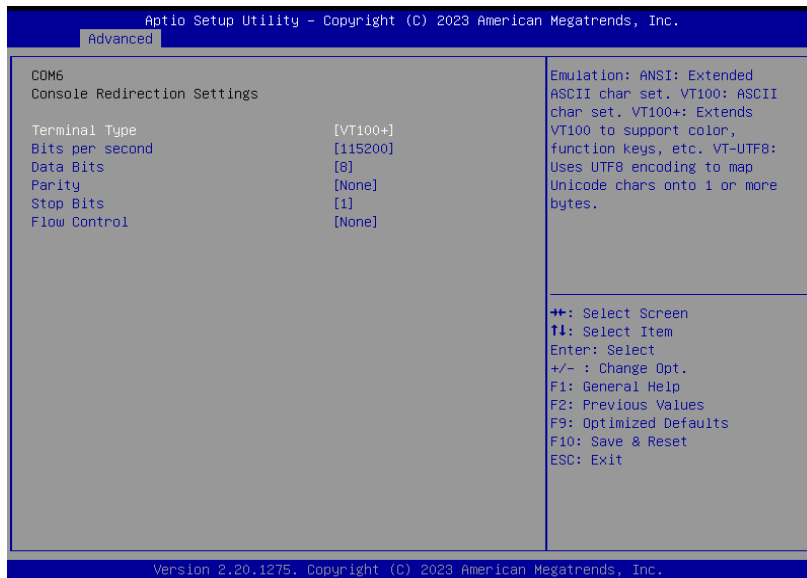 Aptio Setup Utility – Copyright (C) 2023 American Megatrends, Inc.
Advanced
COM6
Console Redirection Settings
Terminal Type [VT100+]
Bits per second [115200]
Data Bits [8]
Parity [None]
Stop Bits [1]
Flow Control [None]
Emulation: ANSI: Extended
ASCII char set. VT100: ASCII
char set. VT100+: Extends
VT100 to support color,
function keys, etc. VT-UTF8:
Uses UTF8 encoding to map
Unicode chars onto 1 or more
bytes.
→←: Select Screen
↑↓: Select Item
Enter: Select
+/- : Change Opt.
F1: General Help
F2: Previous Values
F9: Optimized Defaults
F10: Save & Reset
ESC: Exit
Version 2.20.1275. Copyright (C) 2023 American Megatrends, Inc.